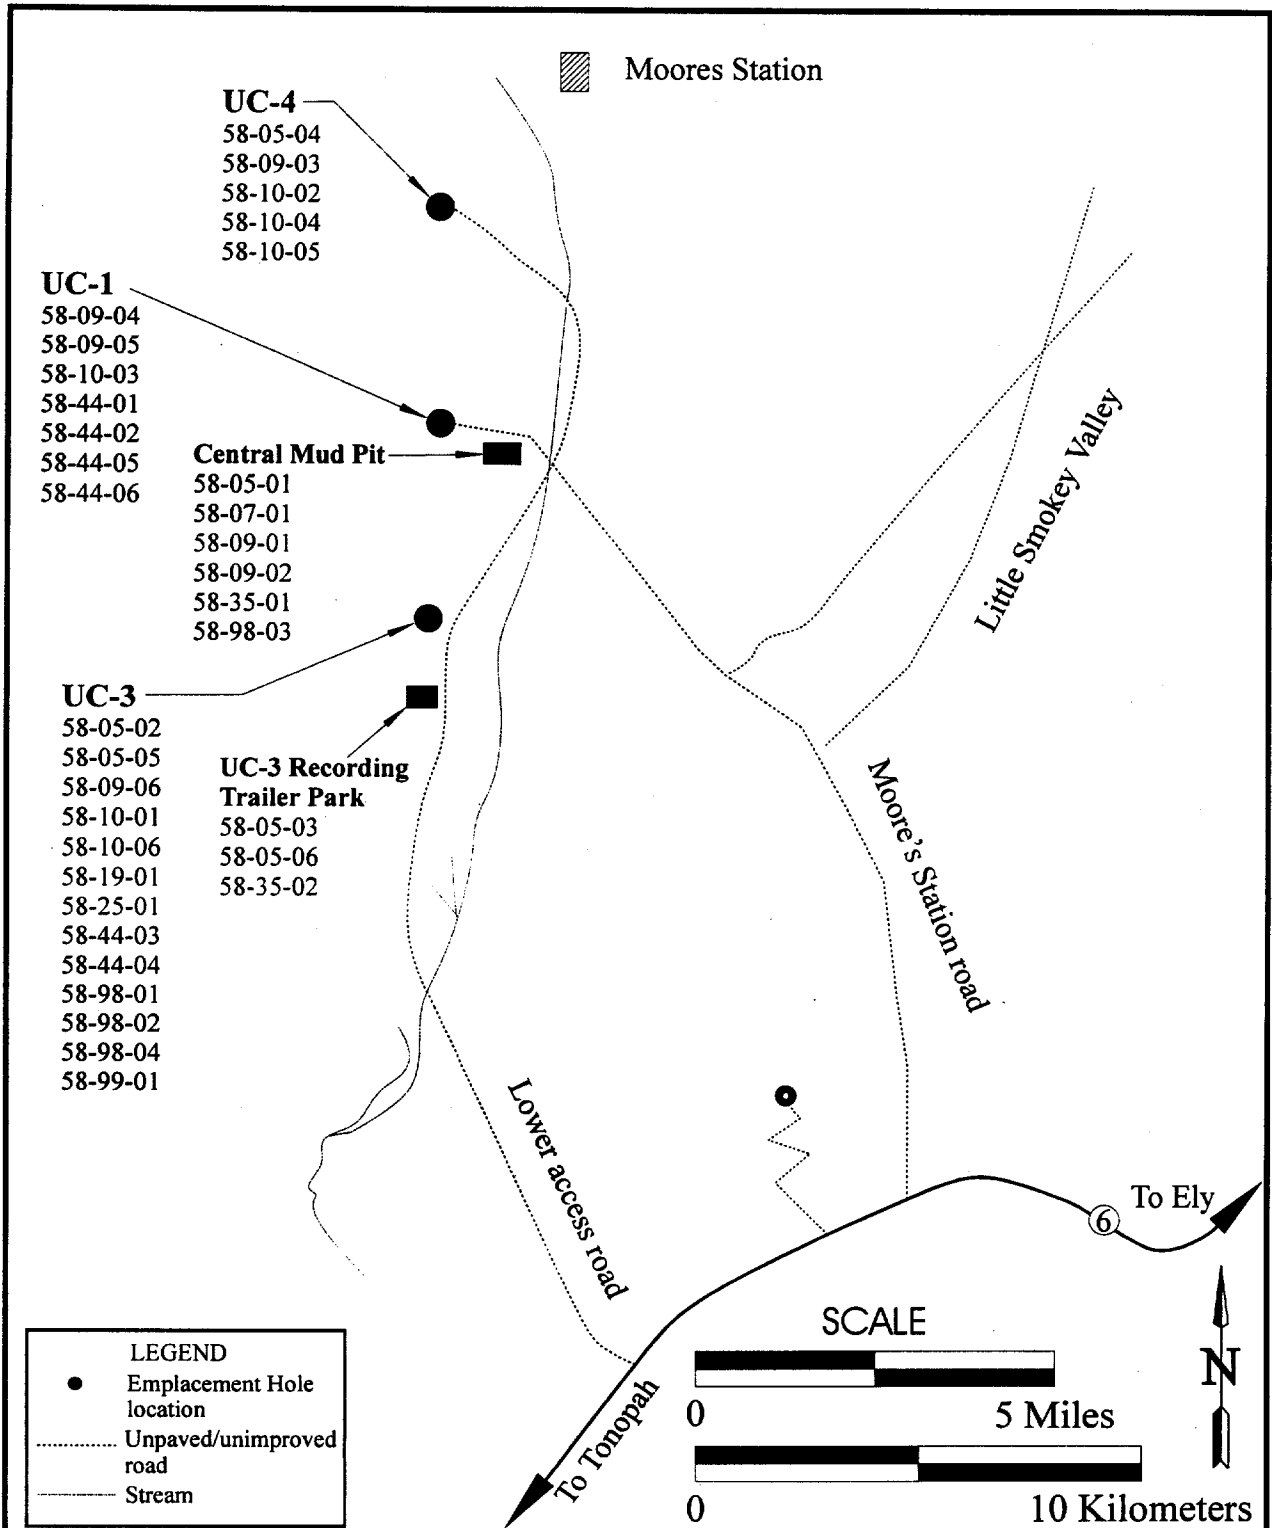 Moores Station
UC-4
58-05-04
58-09-03
58-10-02
58-10-04
58-10-05
UC-1
58-09-04
58-09-05
58-10-03
58-44-01
58-44-02
58-44-05
58-44-06
Central Mud Pit
58-05-01
58-07-01
58-09-01
58-09-02
58-35-01
58-98-03
UC-3
58-05-02
58-05-05
58-09-06
58-10-01
58-10-06
58-19-01
58-25-01
58-44-03
58-44-04
58-98-01
58-98-02
58-98-04
58-99-01
UC-3 Recording
Trailer Park
58-05-03
58-05-06
58-35-02
Little Smokey Valley
Moore's Station road
Lower access road
To Ely
6
To Tonopah
SCALE
0 5 Miles
0 10 Kilometers
N
LEGEND
Emplacement Hole
location
Unpaved/unimproved
road
Stream